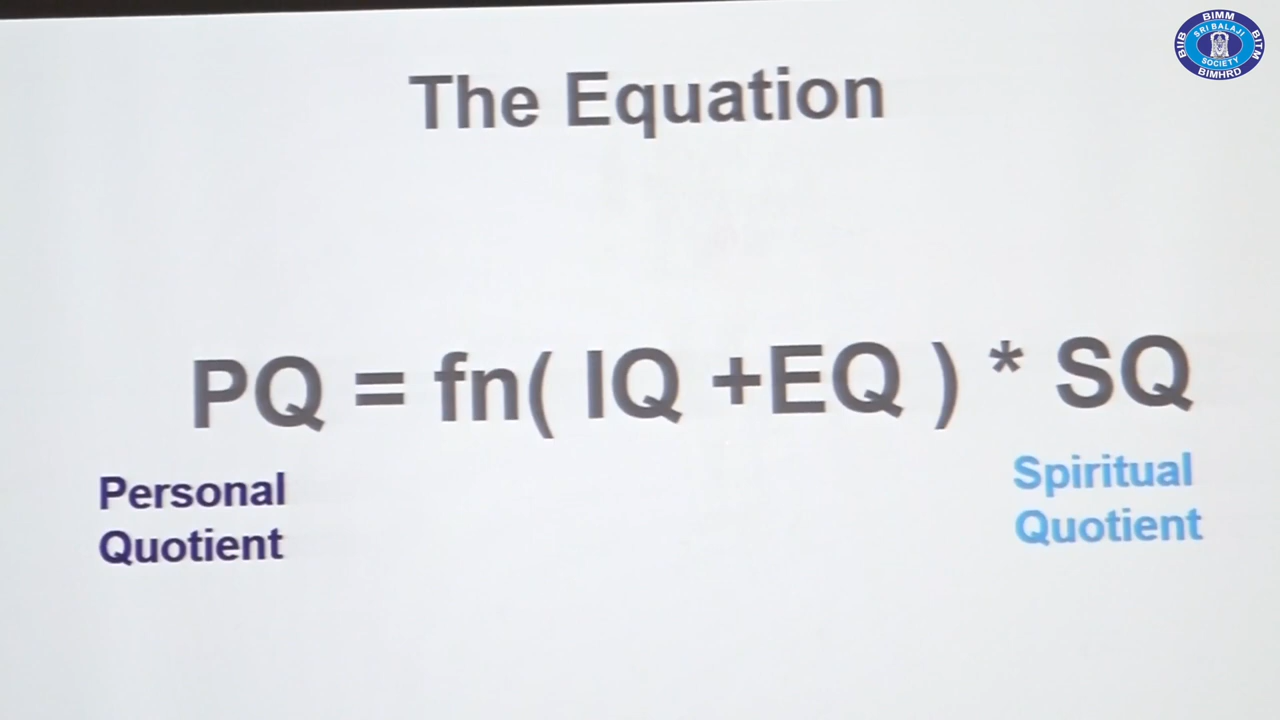 The Equation
PQ = fn( IQ +EQ ) * SQ
Personal
Quotient
Spiritual
Quotient
BIMM
BIIB
BITM
SRI BALAJI
SOCIETY
BIMHRD